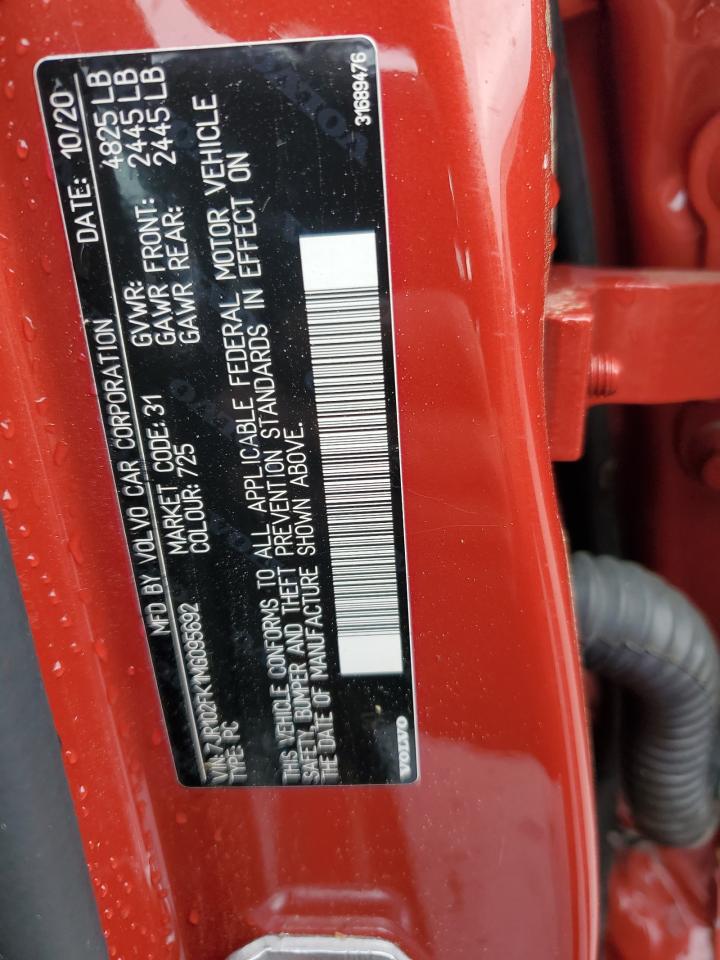 MFD BY VOLVO CAR CORPORATION DATE: 10/20
VIN: 7JR102FK1MG095692 MARKET CODE: 31 GVWR: 4825 LB
TYPE: PC COLOUR: 725 GAWR FRONT: 2445 LB
GAWR REAR: 2445 LB
THIS VEHICLE CONFORMS TO ALL APPLICABLE FEDERAL MOTOR VEHICLE
SAFETY, BUMPER AND THEFT PREVENTION STANDARDS IN EFFECT ON
THE DATE OF MANUFACTURE SHOWN ABOVE.
VOLVO 31689476